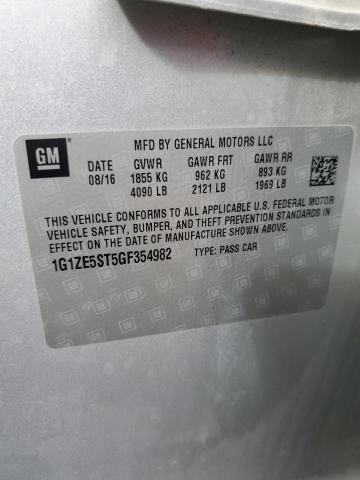 GM
MFD BY GENERAL MOTORS LLC
DATE GVWR GAWR FRT GAWR RR
08/16 1855 KG 962 KG 893 KG
4090 LB 2121 LB 1969 LB
THIS VEHICLE CONFORMS TO ALL APPLICABLE U.S. FEDERAL MOTOR
VEHICLE SAFETY, BUMPER, AND THEFT PREVENTION STANDARDS IN
EFFECT ON THE DATE OF MANUFACTURE SHOWN ABOVE.
1G1ZE5ST5GF354982 TYPE: PASS CAR